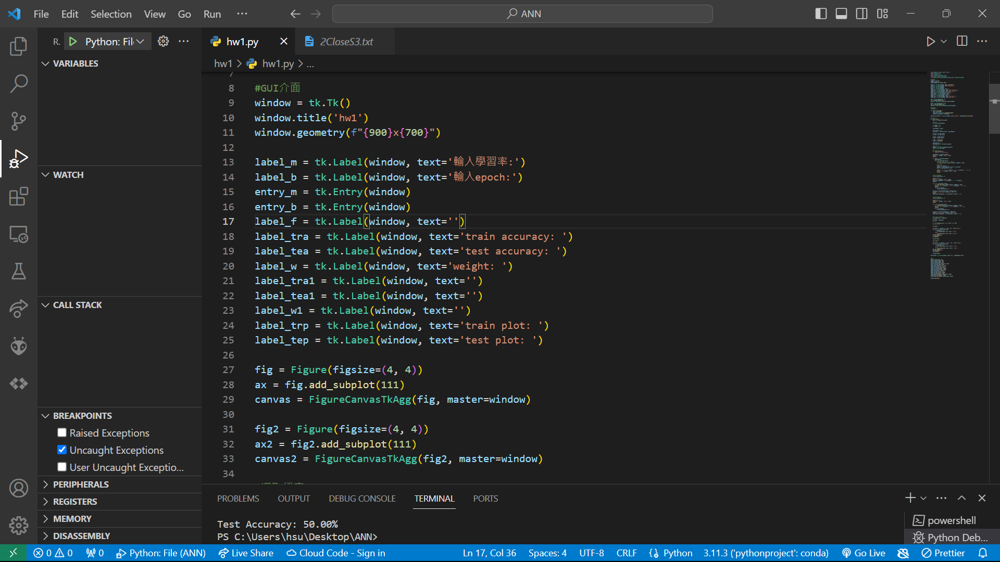 File Edit Selection View Go Run ···
ANN
R. Python: Fil
hw1.py
2CloseS3.txt
hw1 > hw1.py > ...
VARIABLES
WATCH
CALL STACK
BREAKPOINTS
Raised Exceptions
Uncaught Exceptions
User Uncaught Exceptio...
PERIPHERALS
REGISTERS
MEMORY
DISASSEMBLY
7
8 #GUI介面
9 window = tk.Tk()
10 window.title('hw1')
11 window.geometry(f"{900}x{700}")
12
13 label_m = tk.Label(window, text='輸入學習率:')
14 label_b = tk.Label(window, text='輸入epoch:')
15 entry_m = tk.Entry(window)
16 entry_b = tk.Entry(window)
17 label_f = tk.Label(window, text='')
18 label_tra = tk.Label(window, text='train accuracy: ')
19 label_tea = tk.Label(window, text='test accuracy: ')
20 label_w = tk.Label(window, text='weight: ')
21 label_tra1 = tk.Label(window, text='')
22 label_tea1 = tk.Label(window, text='')
23 label_w1 = tk.Label(window, text='')
24 label_trp = tk.Label(window, text='train plot: ')
25 label_tep = tk.Label(window, text='test plot: ')
26
27 fig = Figure(figsize=(4, 4))
28 ax = fig.add_subplot(111)
29 canvas = FigureCanvasTkAgg(fig, master=window)
30
31 fig2 = Figure(figsize=(4, 4))
32 ax2 = fig2.add_subplot(111)
33 canvas2 = FigureCanvasTkAgg(fig2, master=window)
34
PROBLEMS OUTPUT DEBUG CONSOLE TERMINAL PORTS
Test Accuracy: 50.00%
PS C:\Users\hsu\Desktop\ANN>
powershell
Python Deb...
0 0 0 Python: File (ANN) Live Share Cloud Code - Sign in Ln 17, Col 36 Spaces: 4 UTF-8 CRLF Python 3.11.3 ('pythonproject': conda) Go Live Prettier